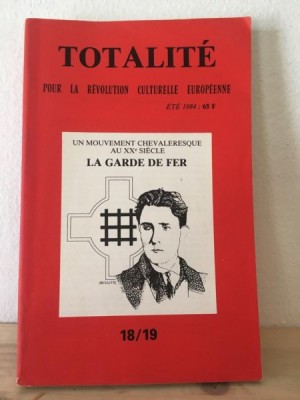 TOTALITÉ
POUR LA RÉVOLUTION CULTURELLE EUROPÉENNE
ÉTÉ 1984 : 65 F
UN MOUVEMENT CHEVALERESQUE
AU XXe SIÈCLE
LA GARDE DE FER
18/19